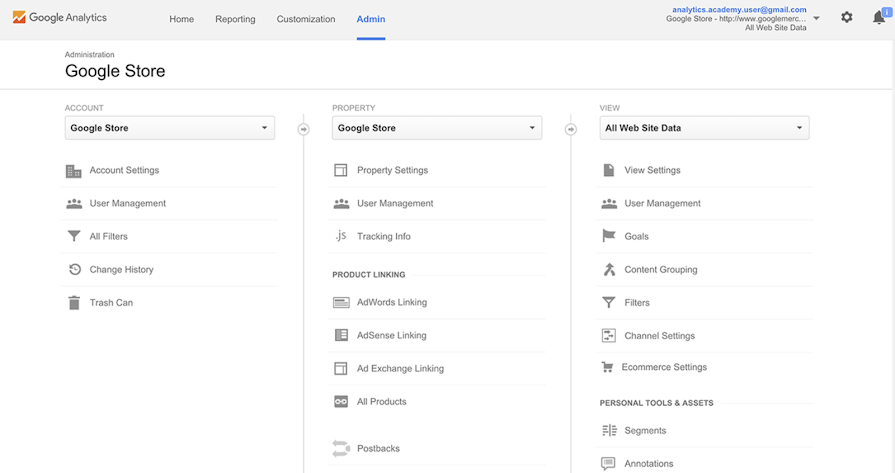 Google Analytics
Home Reporting Customization Admin
analytics.academy.user@gmail.com
Google Store - http://www.googlemerc...
All Web Site Data
Administration
Google Store
ACCOUNT
Google Store
Account Settings
User Management
All Filters
Change History
Trash Can
PROPERTY
Google Store
Property Settings
User Management
.js Tracking Info
PRODUCT LINKING
AdWords Linking
AdSense Linking
Ad Exchange Linking
All Products
Postbacks
VIEW
All Web Site Data
View Settings
User Management
Goals
Content Grouping
Filters
Channel Settings
Ecommerce Settings
PERSONAL TOOLS & ASSETS
Segments
Annotations